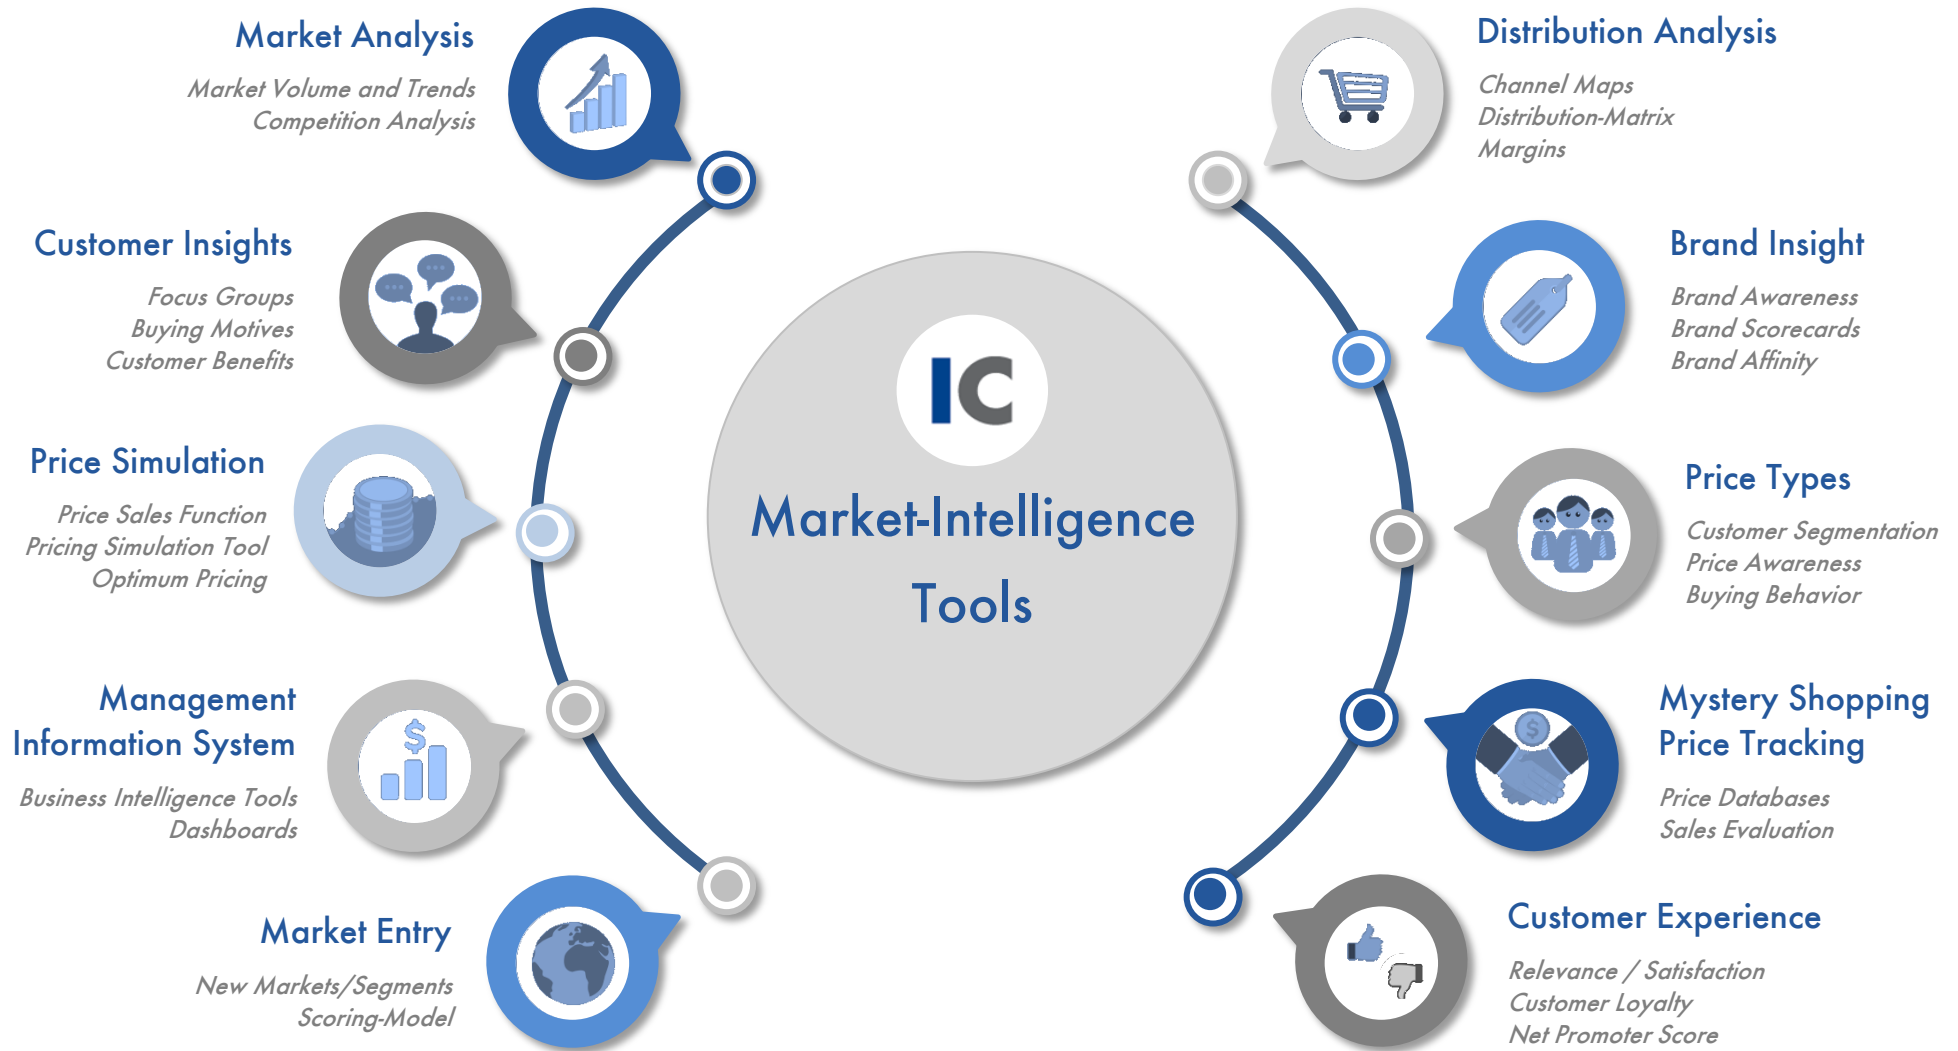 Market Analysis
Market Volume and Trends
Competition Analysis
Customer Insights
Focus Groups
Buying Motives
Customer Benefits
Price Simulation
Price Sales Function
Pricing Simulation Tool
Optimum Pricing
Management
Information System
Business Intelligence Tools
Dashboards
Market Entry
New Markets/Segments
Scoring-Model
IC
Market-Intelligence
Tools
Distribution Analysis
Channel Maps
Distribution-Matrix
Margins
Brand Insight
Brand Awareness
Brand Scorecards
Brand Affinity
Price Types
Customer Segmentation
Price Awareness
Buying Behavior
Mystery Shopping
Price Tracking
Price Databases
Sales Evaluation
Customer Experience
Relevance / Satisfaction
Customer Loyalty
Net Promoter Score
$
$